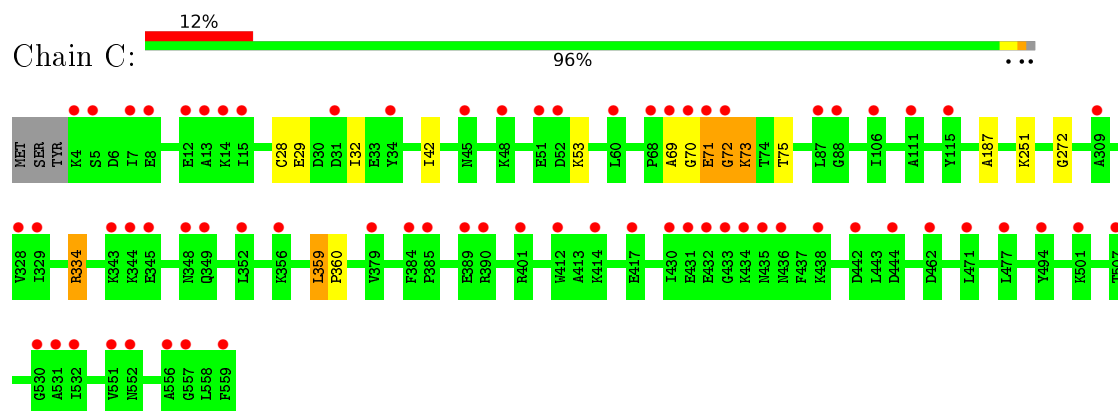 12%
Chain C:
96%
MET SER TYR K4 S5 D6 I7 E8 E12 A13 K14 I15 C28 E29 D30 D31 I32 E33 Y34 I42 N45 K48 E51 D52 K53 L60 P68 A69 G70 E71 G72 K73 T74 T75 L87 G88 I106 A111 Y115 A187 K251 G272 A309
V328 I329 R334 K343 K344 E345 N348 Q349 L352 K356 L359 P360 V379 F384 P385 E389 R390 R401 W412 A413 K414 E417 I430 E431 E432 G433 K434 N435 N436 F437 K438 D442 L443 D444 D462 L471 L477 Y494 K501
G530 A531 I532 V551 N552 A556 G557 L558 F559